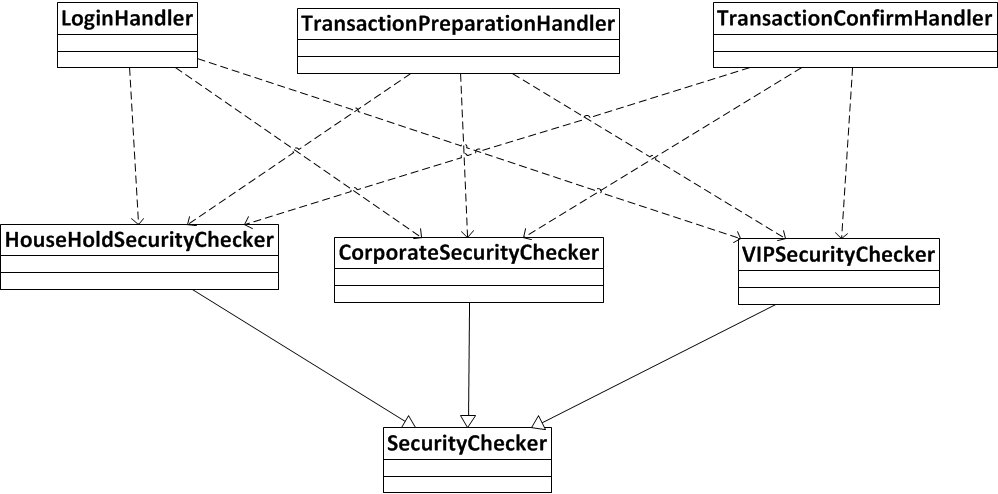 LoginHandler
TransactionPreparationHandler
TransactionConfirmHandler
HouseHoldSecurityChecker
CorporateSecurityChecker
VIPSecurityChecker
SecurityChecker